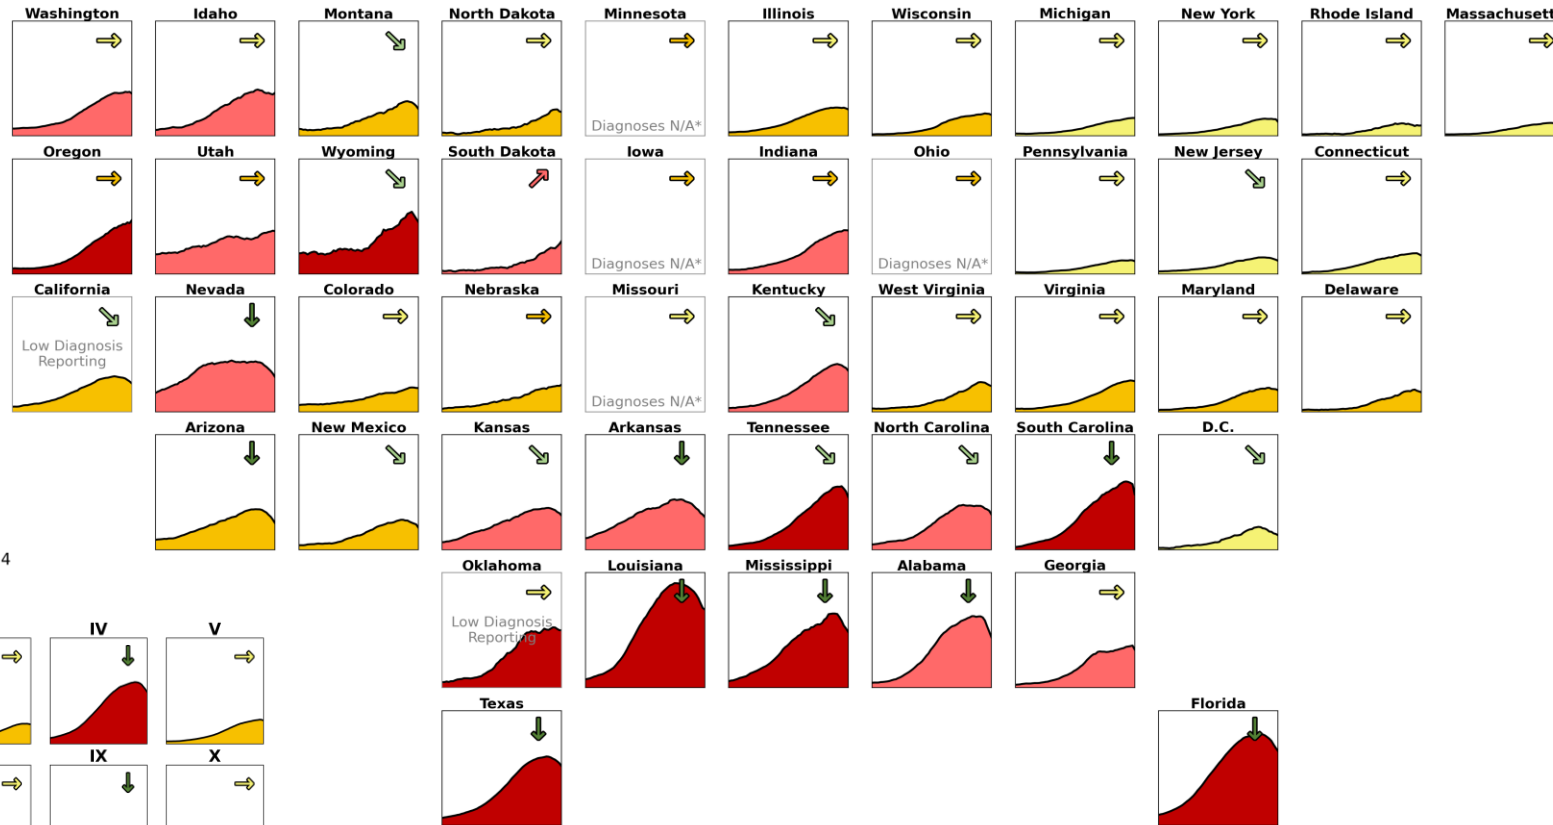 Washington
Idaho
Montana
North Dakota
Minnesota
Illinois
Wisconsin
Michigan
New York
Rhode Island
Massachusett
Diagnoses N/A*
Oregon
Utah
Wyoming
South Dakota
Iowa
Indiana
Ohio
Pennsylvania
New Jersey
Connecticut
Diagnoses N/A*
Diagnoses N/A*
California
Nevada
Colorado
Nebraska
Missouri
Kentucky
West Virginia
Virginia
Maryland
Delaware
Low Diagnosis
Reporting
Diagnoses N/A*
Arizona
New Mexico
Kansas
Arkansas
Tennessee
North Carolina
South Carolina
D.C.
4
Oklahoma
Louisiana
Mississippi
Alabama
Georgia
Low Diagnosis
Reporting
IV
V
Texas
Florida
IX
X